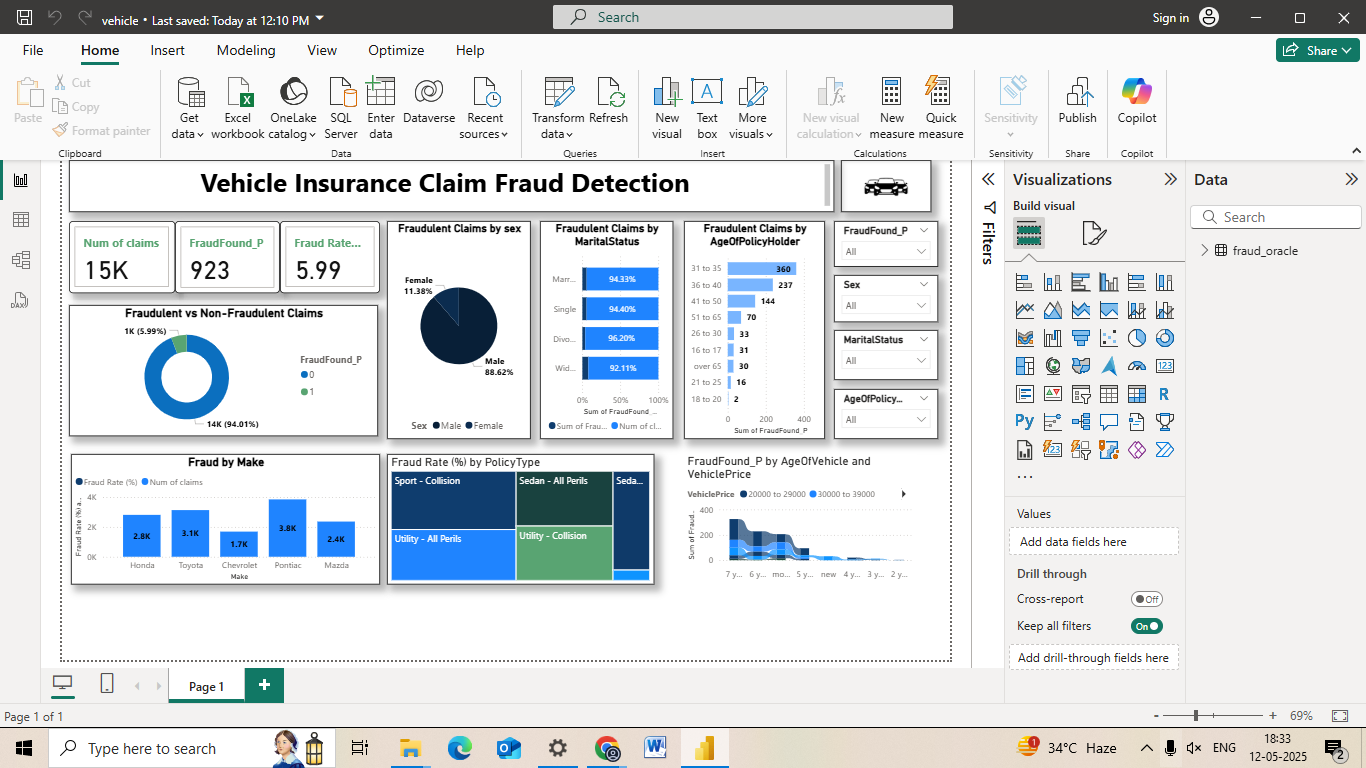 vehicle • Last saved: Today at 12:10 PM
Search
Sign in
File Home Insert Modeling View Optimize Help
Share
Paste
Cut
Copy
Format painter
Clipboard
Get data
Excel workbook
OneLake catalog
SQL Server
Enter data
Dataverse
Recent sources
Data
Transform data
Refresh
Queries
New visual
Text box
More visuals
Insert
New visual calculation
New measure
Quick measure
Calculations
Sensitivity
Sensitivity
Publish
Share
Copilot
Copilot
Vehicle Insurance Claim Fraud Detection
Num of claims
15K
FraudFound_P
923
Fraud Rate...
5.99
Fraudulent vs Non-Fraudulent Claims
1K (5.99%)
14K (94.01%)
FraudFound_P
0
1
Fraudulent Claims by sex
Female
11.38%
Male
88.62%
Sex Male Female
Fraudulent Claims by
MaritalStatus
Marr... 94.33%
Single 94.40%
Divo... 96.20%
Wid... 92.11%
0% 50% 100%
Sum of FraudFound_...
Sum of Frau... Num of cl...
Fraudulent Claims by
AgeOfPolicyHolder
31 to 35 360
36 to 40 237
41 to 50 144
51 to 65 70
26 to 30 33
16 to 17 31
over 65 30
21 to 25 16
18 to 20 2
0 200 400
Sum of FraudFound_P
FraudFound_P
All
Sex
All
MaritalStatus
All
AgeOfPolicy...
All
Fraud by Make
Fraud Rate (%) Num of claims
Fraud Rate (%) a...
4K
2K
0K
2.8K 3.1K 1.7K 3.8K 2.4K
Honda Toyota Chevrolet Pontiac Mazda
Make
Fraud Rate (%) by PolicyType
Sport - Collision
Utility - All Perils
Sedan - All Perils
Utility - Collision
Seda...
FraudFound_P by AgeOfVehicle and
VehiclePrice
VehiclePrice 20000 to 29000 30000 to 39000
Sum of Fraud...
400
200
0
7 y... 6 y... mo... 5 y... new 4 y... 3 y... 2 y...
Filters
Visualizations
Build visual
Values
Add data fields here
Drill through
Cross-report Off
Keep all filters On
Add drill-through fields here
Data
Search
fraud_oracle
Page 1
Page 1 of 1
- + 69%
Type here to search
34°C Haze
ENG
18:33
12-05-2025
2